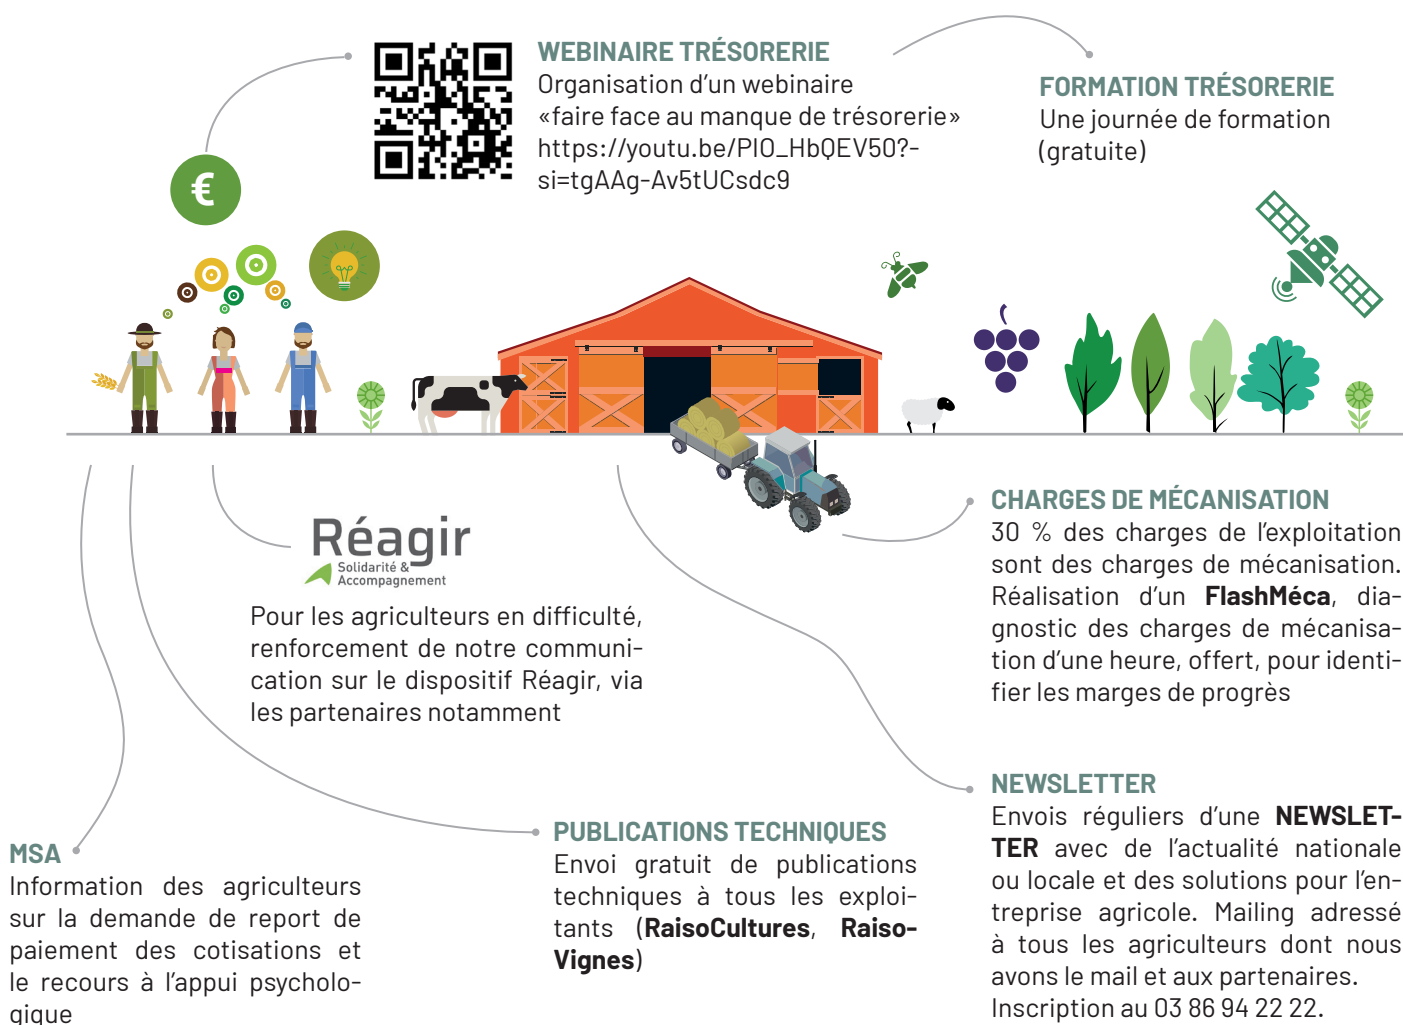 WEBINAIRE TRÉSORERIE
Organisation d’un webinaire
«faire face au manque de trésorerie»
https://youtu.be/PIO_HbQEV50?-
si=tgAAg-Av5tUCsdc9
FORMATION TRÉSORERIE
Une journée de formation
(gratuite)
€
Réagir
Solidarité &
Accompagnement
Pour les agriculteurs en difficulté,
renforcement de notre communi-
cation sur le dispositif Réagir, via
les partenaires notamment
CHARGES DE MÉCANISATION
30 % des charges de l’exploitation
sont des charges de mécanisation.
Réalisation d’un FlashMéca, dia-
gnostic des charges de mécanisa-
tion d’une heure, offert, pour identi-
fier les marges de progrès
MSA
Information des agriculteurs
sur la demande de report de
paiement des cotisations et
le recours à l’appui psycholo-
gique
PUBLICATIONS TECHNIQUES
Envoi gratuit de publications
techniques à tous les exploi-
tants (RaisoCultures, Raiso-
Vignes)
NEWSLETTER
Envois réguliers d’une NEWSLET-
TER avec de l’actualité nationale
ou locale et des solutions pour l’en-
treprise agricole. Mailing adressé
à tous les agriculteurs dont nous
avons le mail et aux partenaires.
Inscription au 03 86 94 22 22.